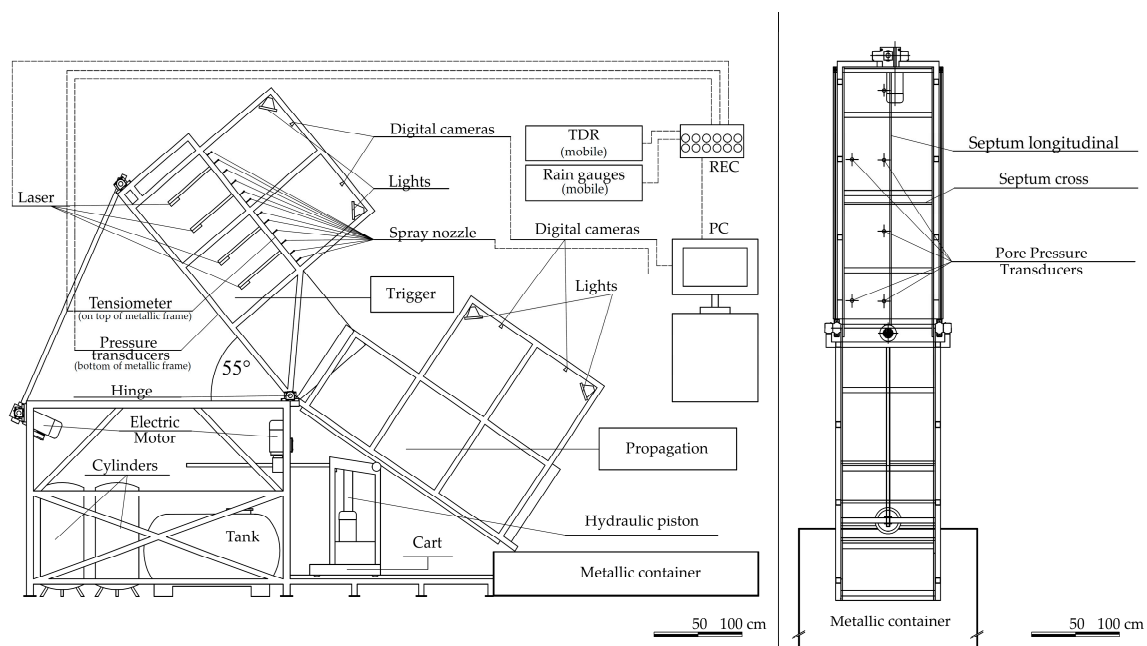 Digital cameras
TDR
(mobile)
REC
Rain gauges
(mobile)
Lights
Laser
Spray nozzle
Digital cameras
PC
Lights
Tensiometer
(on top of metallic frame)
Trigger
Pressure
transducers
(bottom of metallic frame)
55°
Hinge
Electric
Motor
Propagation
Cylinders
Tank
Hydraulic piston
Cart
Metallic container
50 100 cm
Septum longitudinal
Septum cross
Pore Pressure
Transducers
Metallic container
50 100 cm